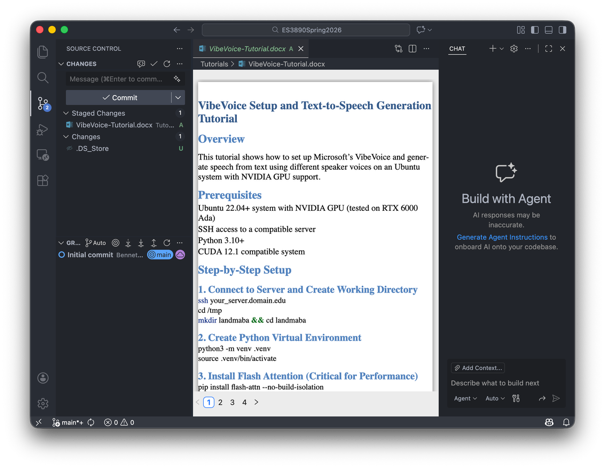 ES3890Spring2026
SOURCE CONTROL
CHANGES
Message (⌘Enter to comm...
Commit
Staged Changes 1
VibeVoice-Tutorial.docx Tuto... A
Changes 1
.DS_Store U
GR... Auto
Initial commit Bennet... main
VibeVoice-Tutorial.docx A
Tutorials > VibeVoice-Tutorial.docx
VibeVoice Setup and Text-to-Speech Generation
Tutorial
Overview
This tutorial shows how to set up Microsoft's VibeVoice and gener-
ate speech from text using different speaker voices on an Ubuntu
system with NVIDIA GPU support.
Prerequisites
Ubuntu 22.04+ system with NVIDIA GPU (tested on RTX 6000
Ada)
SSH access to a compatible server
Python 3.10+
CUDA 12.1 compatible system
Step-by-Step Setup
1. Connect to Server and Create Working Directory
ssh your_server.domain.edu
cd /tmp
mkdir landmaba && cd landmaba
2. Create Python Virtual Environment
python3 -m venv .venv
source .venv/bin/activate
3. Install Flash Attention (Critical for Performance)
pip install flash-attn --no-build-isolation
1 2 3 4
CHAT
Build with Agent
AI responses may be
inaccurate.
Generate Agent Instructions to
onboard AI onto your codebase.
Add Context...
Describe what to build next
Agent Auto
main*+ 0 0